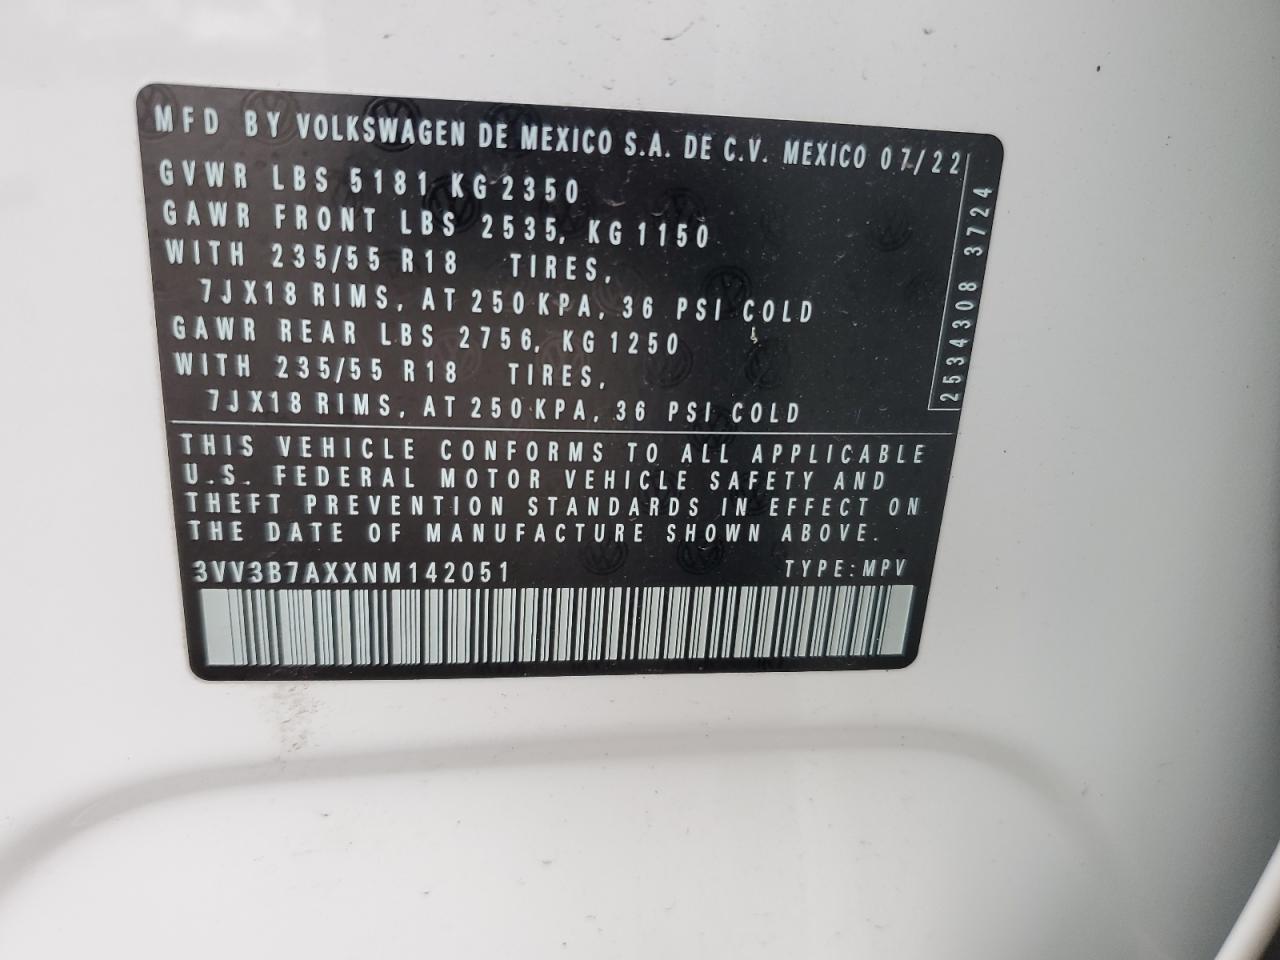 MFD BY VOLKSWAGEN DE MEXICO S.A. DE C.V. MEXICO 07/22
GVWR LBS 5181 KG 2350
GAWR FRONT LBS 2535, KG 1150
WITH 235/55 R18 TIRES,
7JX18 RIMS, AT 250 KPA, 36 PSI COLD
GAWR REAR LBS 2756, KG 1250
WITH 235/55 R18 TIRES,
7JX18 RIMS, AT 250 KPA, 36 PSI COLD
2534308 3724
THIS VEHICLE CONFORMS TO ALL APPLICABLE
U.S. FEDERAL MOTOR VEHICLE SAFETY AND
THEFT PREVENTION STANDARDS IN EFFECT ON
THE DATE OF MANUFACTURE SHOWN ABOVE.
3VV3B7AXXNM142051 TYPE:MPV